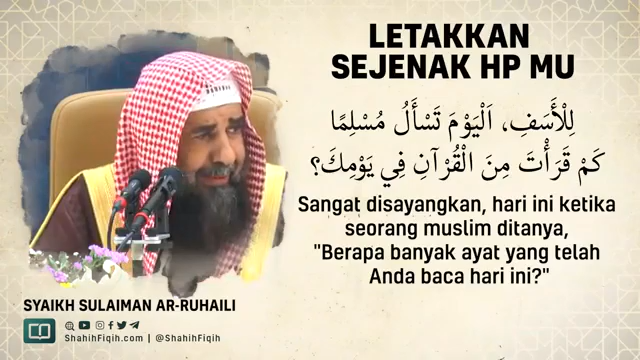 LETAKKAN
SEJENAK HP MU
لِلْأَسَفِ، اَلْيَوْمَ تَسْأَلُ مُسْلِمًا
كَمْ قَرَأْتَ مِنَ الْقُرْآنِ فِي يَوْمِكَ؟
Sangat disayangkan, hari ini ketika
seorang muslim ditanya,
"Berapa banyak ayat yang telah
Anda baca hari ini?"
SYAIKH SULAIMAN AR-RUHAILI
ShahihFiqih.com | @ShahihFiqih